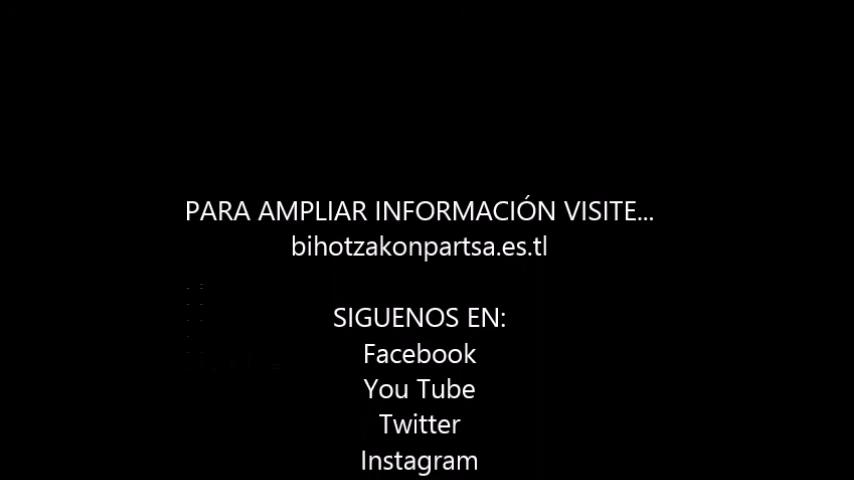 PARA AMPLIAR INFORMACIÓN VISITE...
bihotzakonpartsa.es.tl
SIGUENOS EN:
Facebook
You Tube
Twitter
Instagram